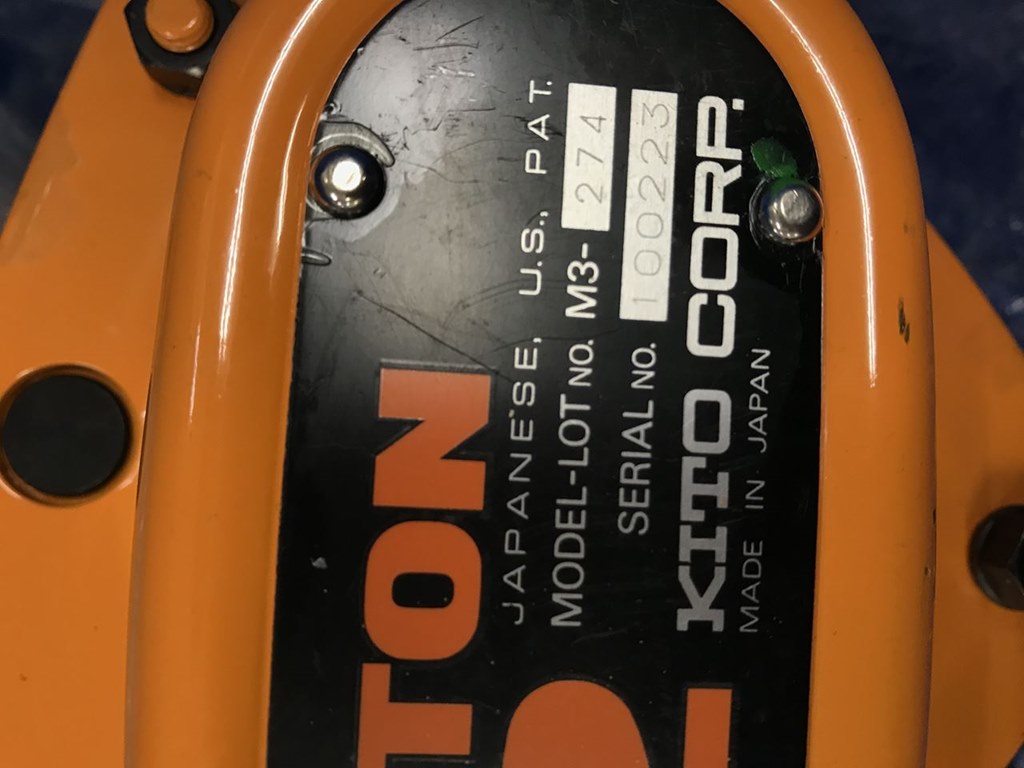 TON
JAPANESE, U.S., PAT.
MODEL-LOT NO. M3- 274
SERIAL NO. 100223
KITO CORP.
MADE IN JAPAN